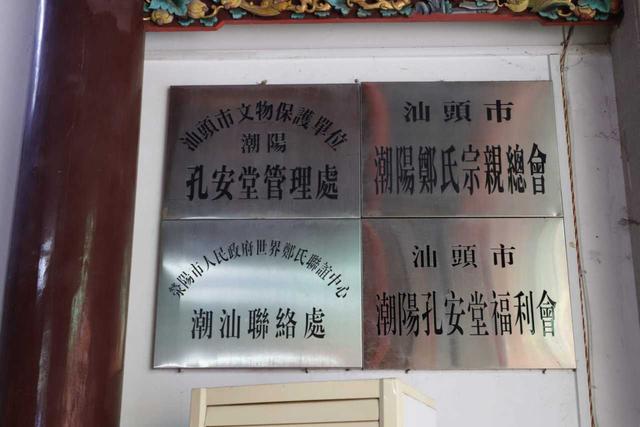 汕頭市文物保護單位
潮陽
孔安堂管理處
汕頭市
潮陽鄭氏宗親總會
滎陽市人民政府世界鄭氏聯誼中心
潮汕聯絡處
汕頭市
潮陽孔安堂福利會